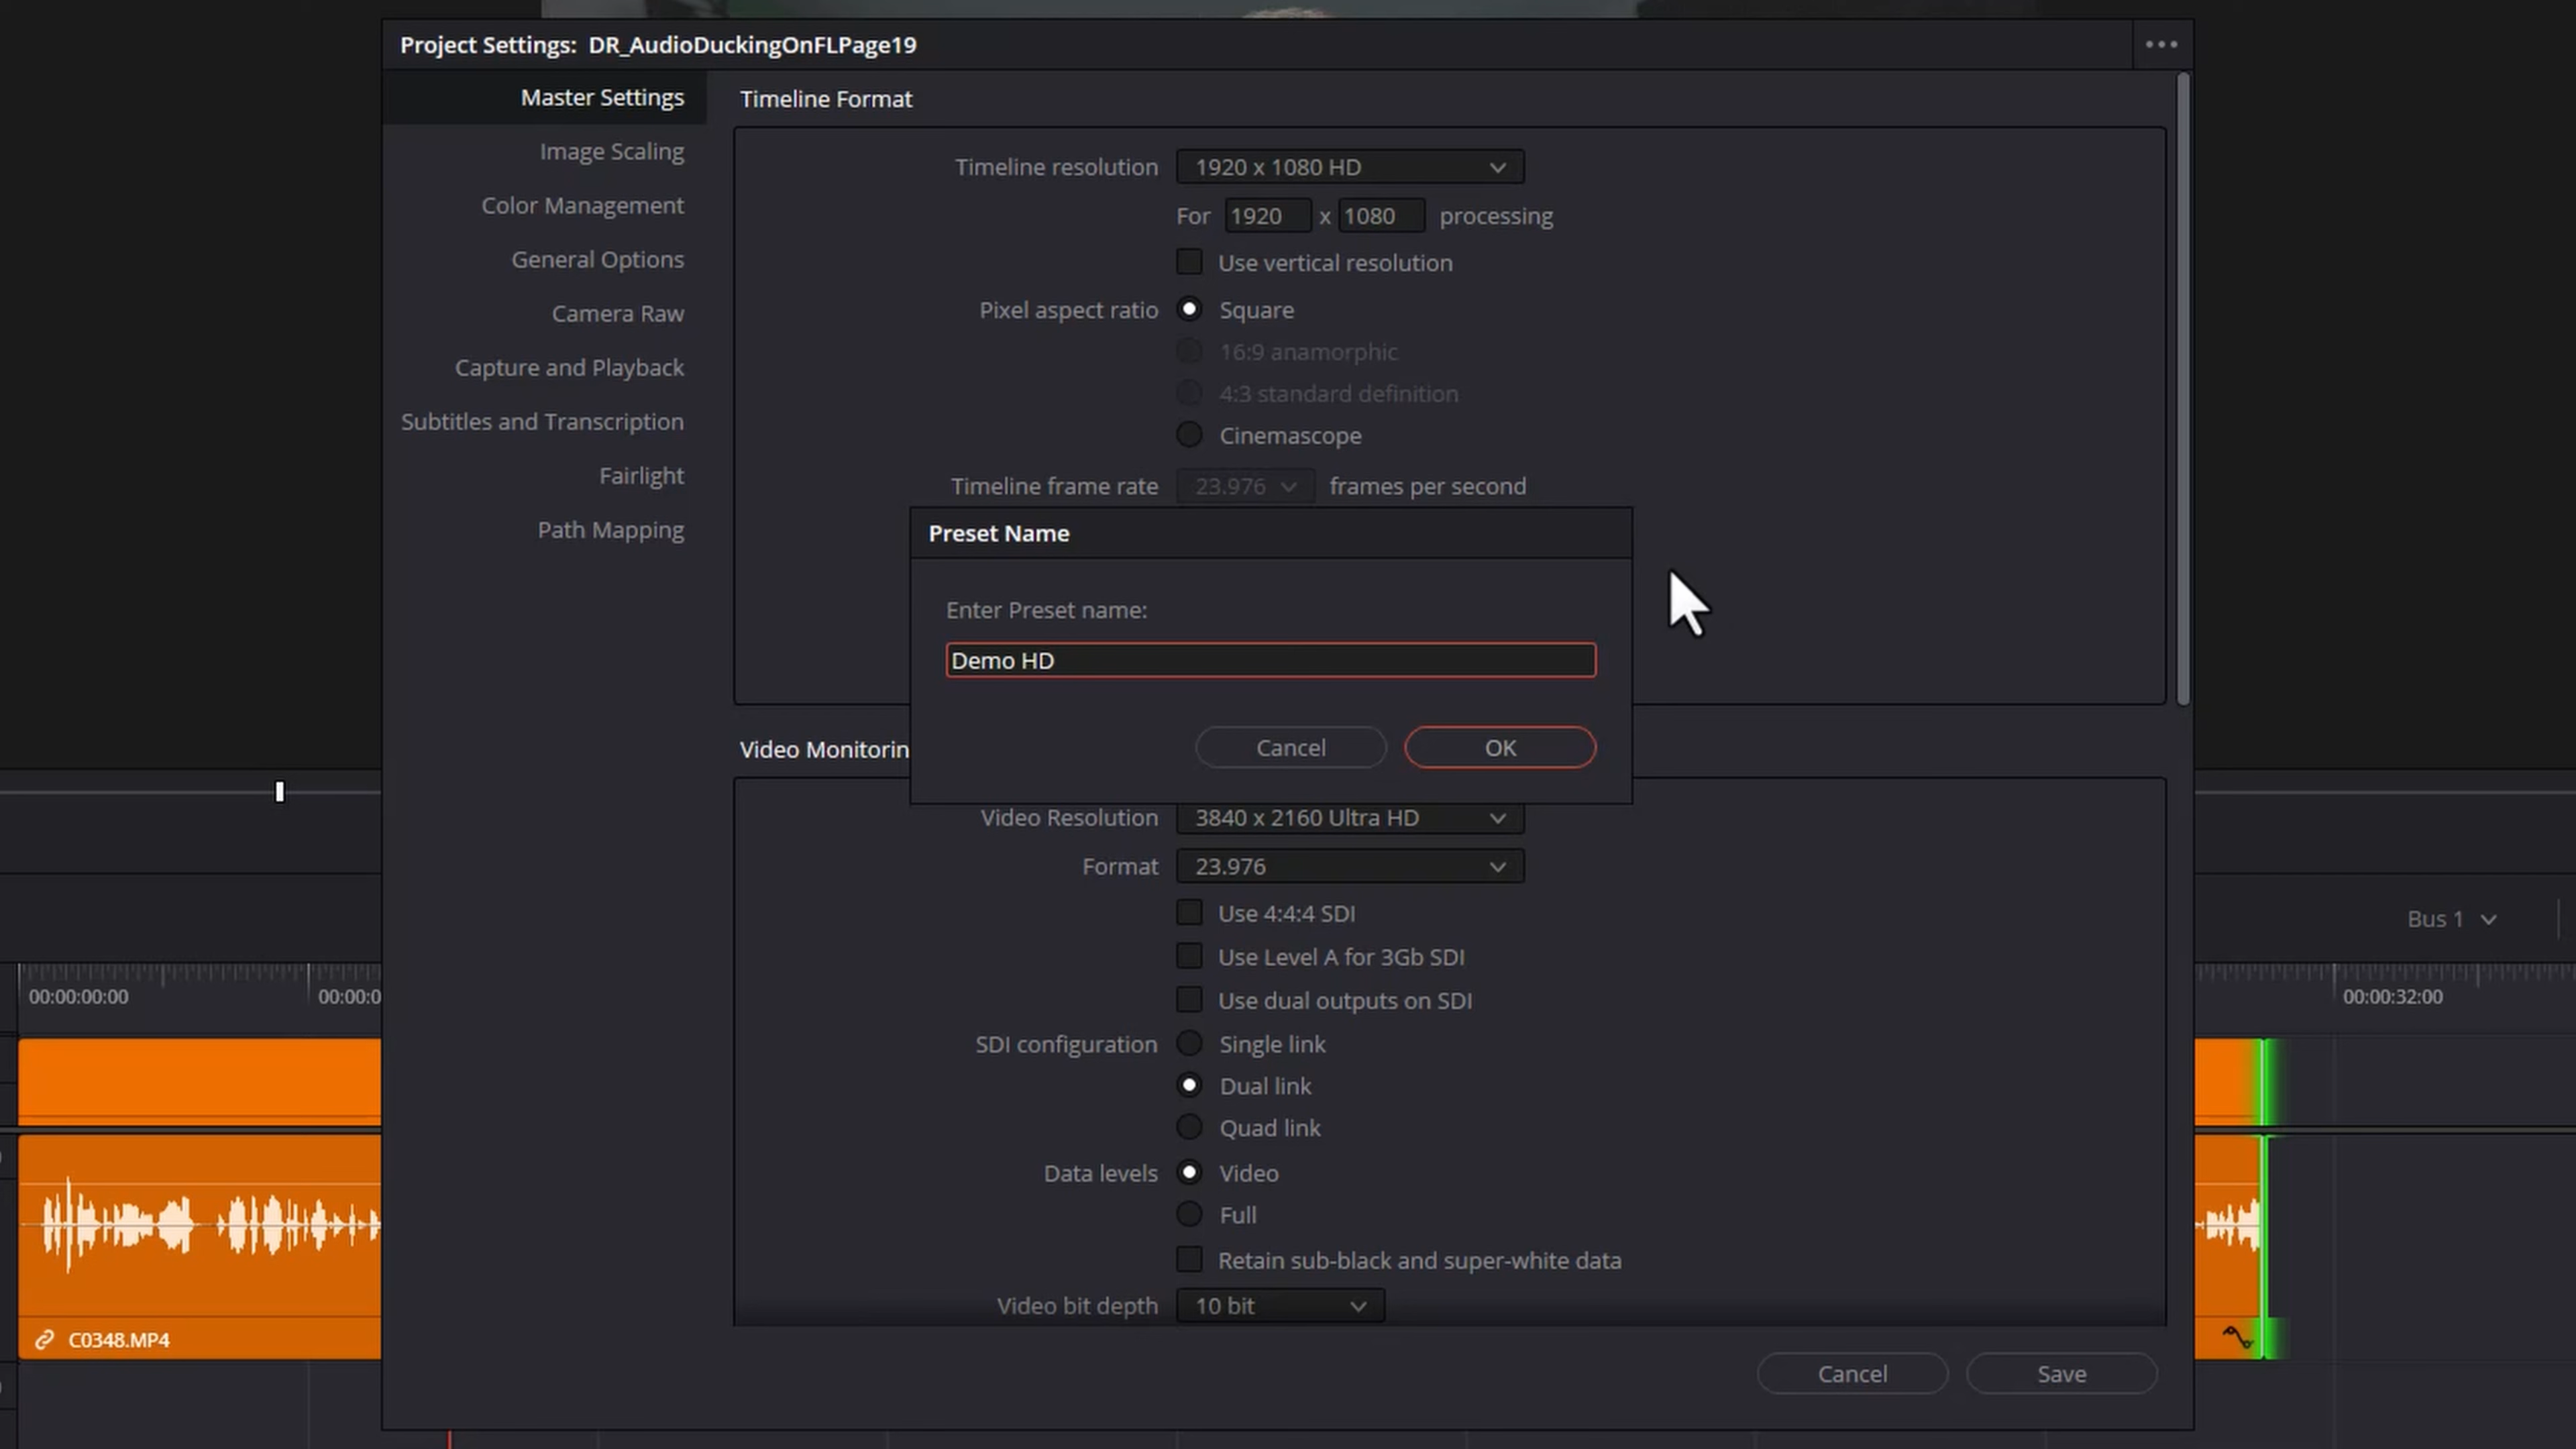 Project Settings: DR_AudioDuckingOnFLPage19
Master Settings
Image Scaling
Color Management
General Options
Camera Raw
Capture and Playback
Subtitles and Transcription
Fairlight
Path Mapping
Timeline Format
Timeline resolution 1920 x 1080 HD
For 1920 x 1080 processing
Use vertical resolution
Pixel aspect ratio Square
16:9 anamorphic
4:3 standard definition
Cinemascope
Timeline frame rate 23.976 frames per second
Preset Name
Enter Preset name:
Demo HD
Cancel OK
Video Monitorin
Video Resolution 3840 x 2160 Ultra HD
Format 23.976
Use 4:4:4 SDI
Use Level A for 3Gb SDI
Use dual outputs on SDI
SDI configuration Single link
Dual link
Quad link
Data levels Video
Full
Retain sub-black and super-white data
Video bit depth 10 bit
Cancel Save
Bus 1
00:00:00:00 00:00:0 00:00:32:00
C0348.MP4